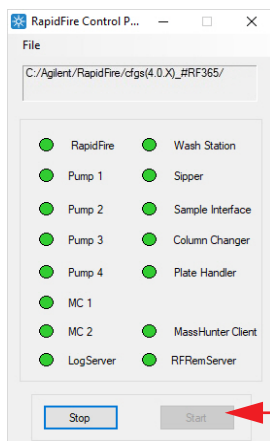 RapidFire Control P...
File
C:/Agilent/RapidFire/cfgs(4.0.X)_#RF365/
RapidFire Wash Station
Pump 1 Sipper
Pump 2 Sample Interface
Pump 3 Column Changer
Pump 4 Plate Handler
MC 1
MC 2 MassHunter Client
LogServer RFRemServer
Stop Start